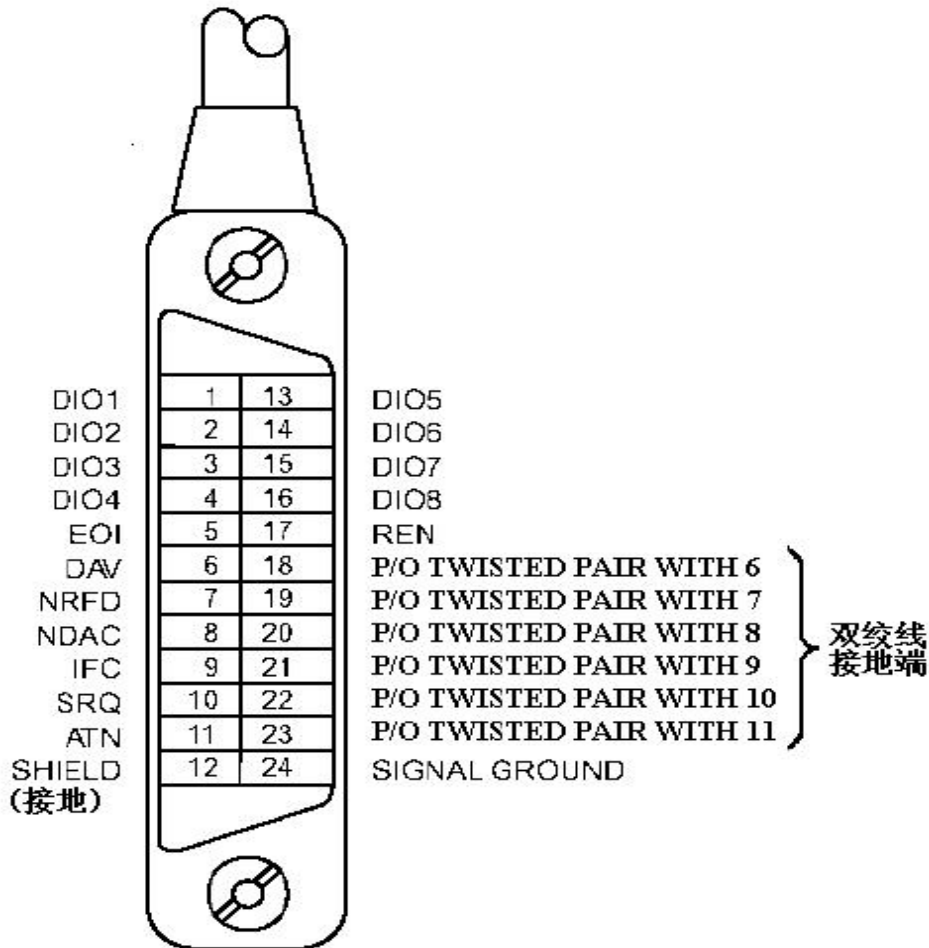 DIO1 1 13 DIO5
DIO2 2 14 DIO6
DIO3 3 15 DIO7
DIO4 4 16 DIO8
EOI 5 17 REN
DAV 6 18 P/O TWISTED PAIR WITH 6
NRFD 7 19 P/O TWISTED PAIR WITH 7
NDAC 8 20 P/O TWISTED PAIR WITH 8
IFC 9 21 P/O TWISTED PAIR WITH 9
SRQ 10 22 P/O TWISTED PAIR WITH 10
ATN 11 23 P/O TWISTED PAIR WITH 11
SHIELD 12 24 SIGNAL GROUND
(接地)
双绞线
接地端